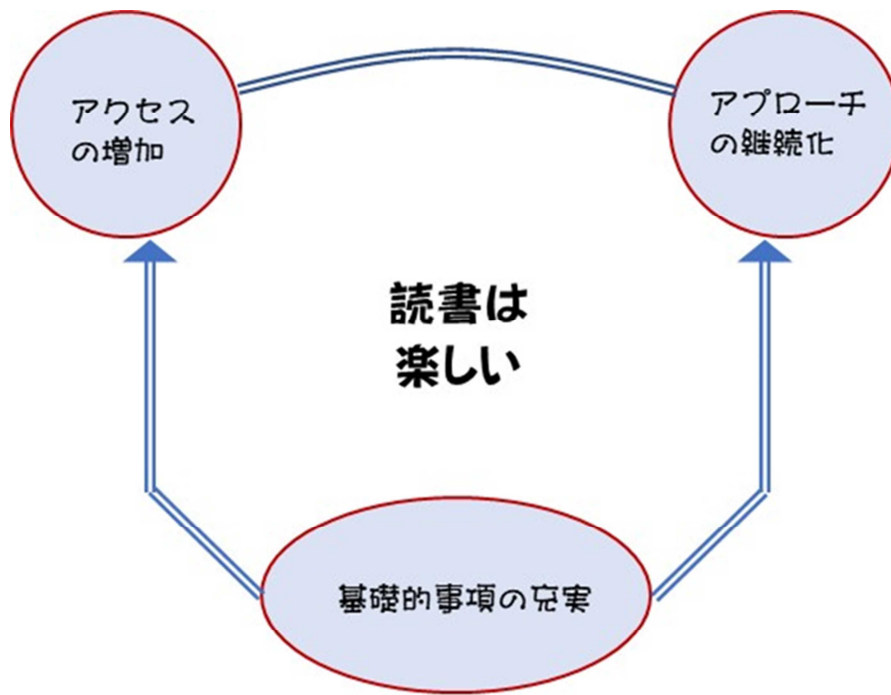 アクセス
の増加
アプローチ
の継続化
読書は
楽しい
基礎的事項の充実